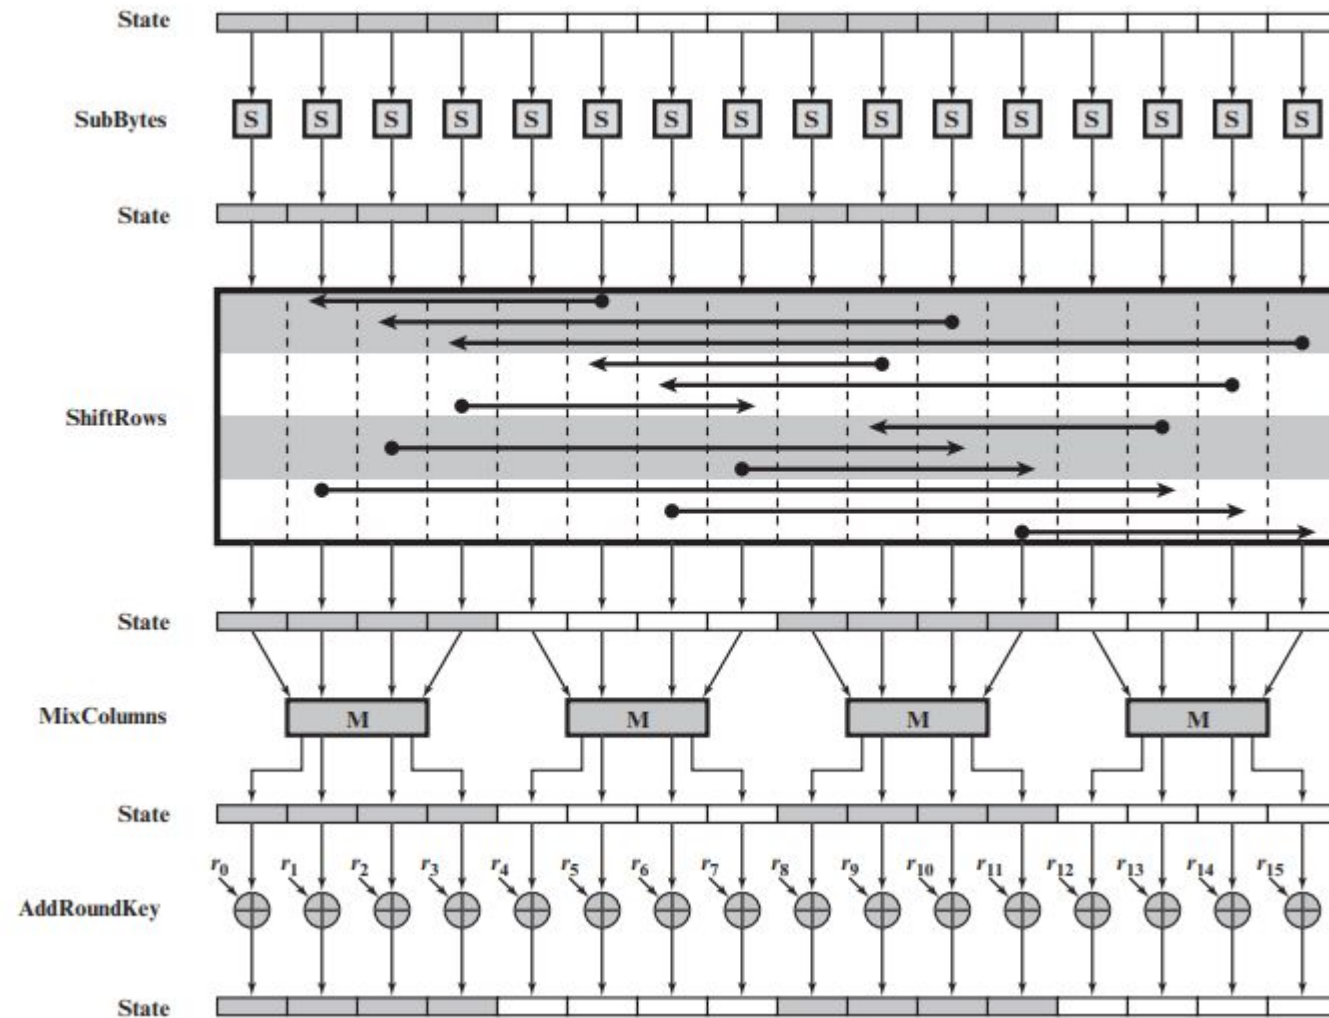 State
SubBytes S S S S S S S S S S S S S S S S
State
ShiftRows
State
MixColumns M M M M
State
r0 r1 r2 r3 r4 r5 r6 r7 r8 r9 r10 r11 r12 r13 r14 r15
AddRoundKey
State